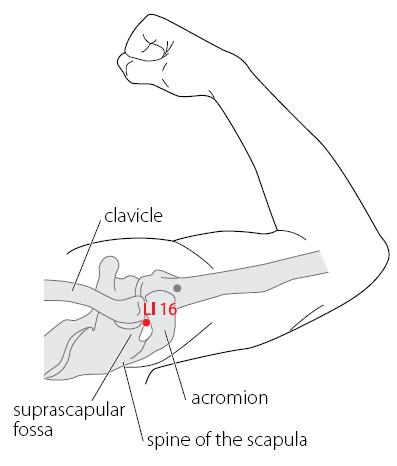 clavicle
LI 16
acromion
suprascapular
fossa
spine of the scapula